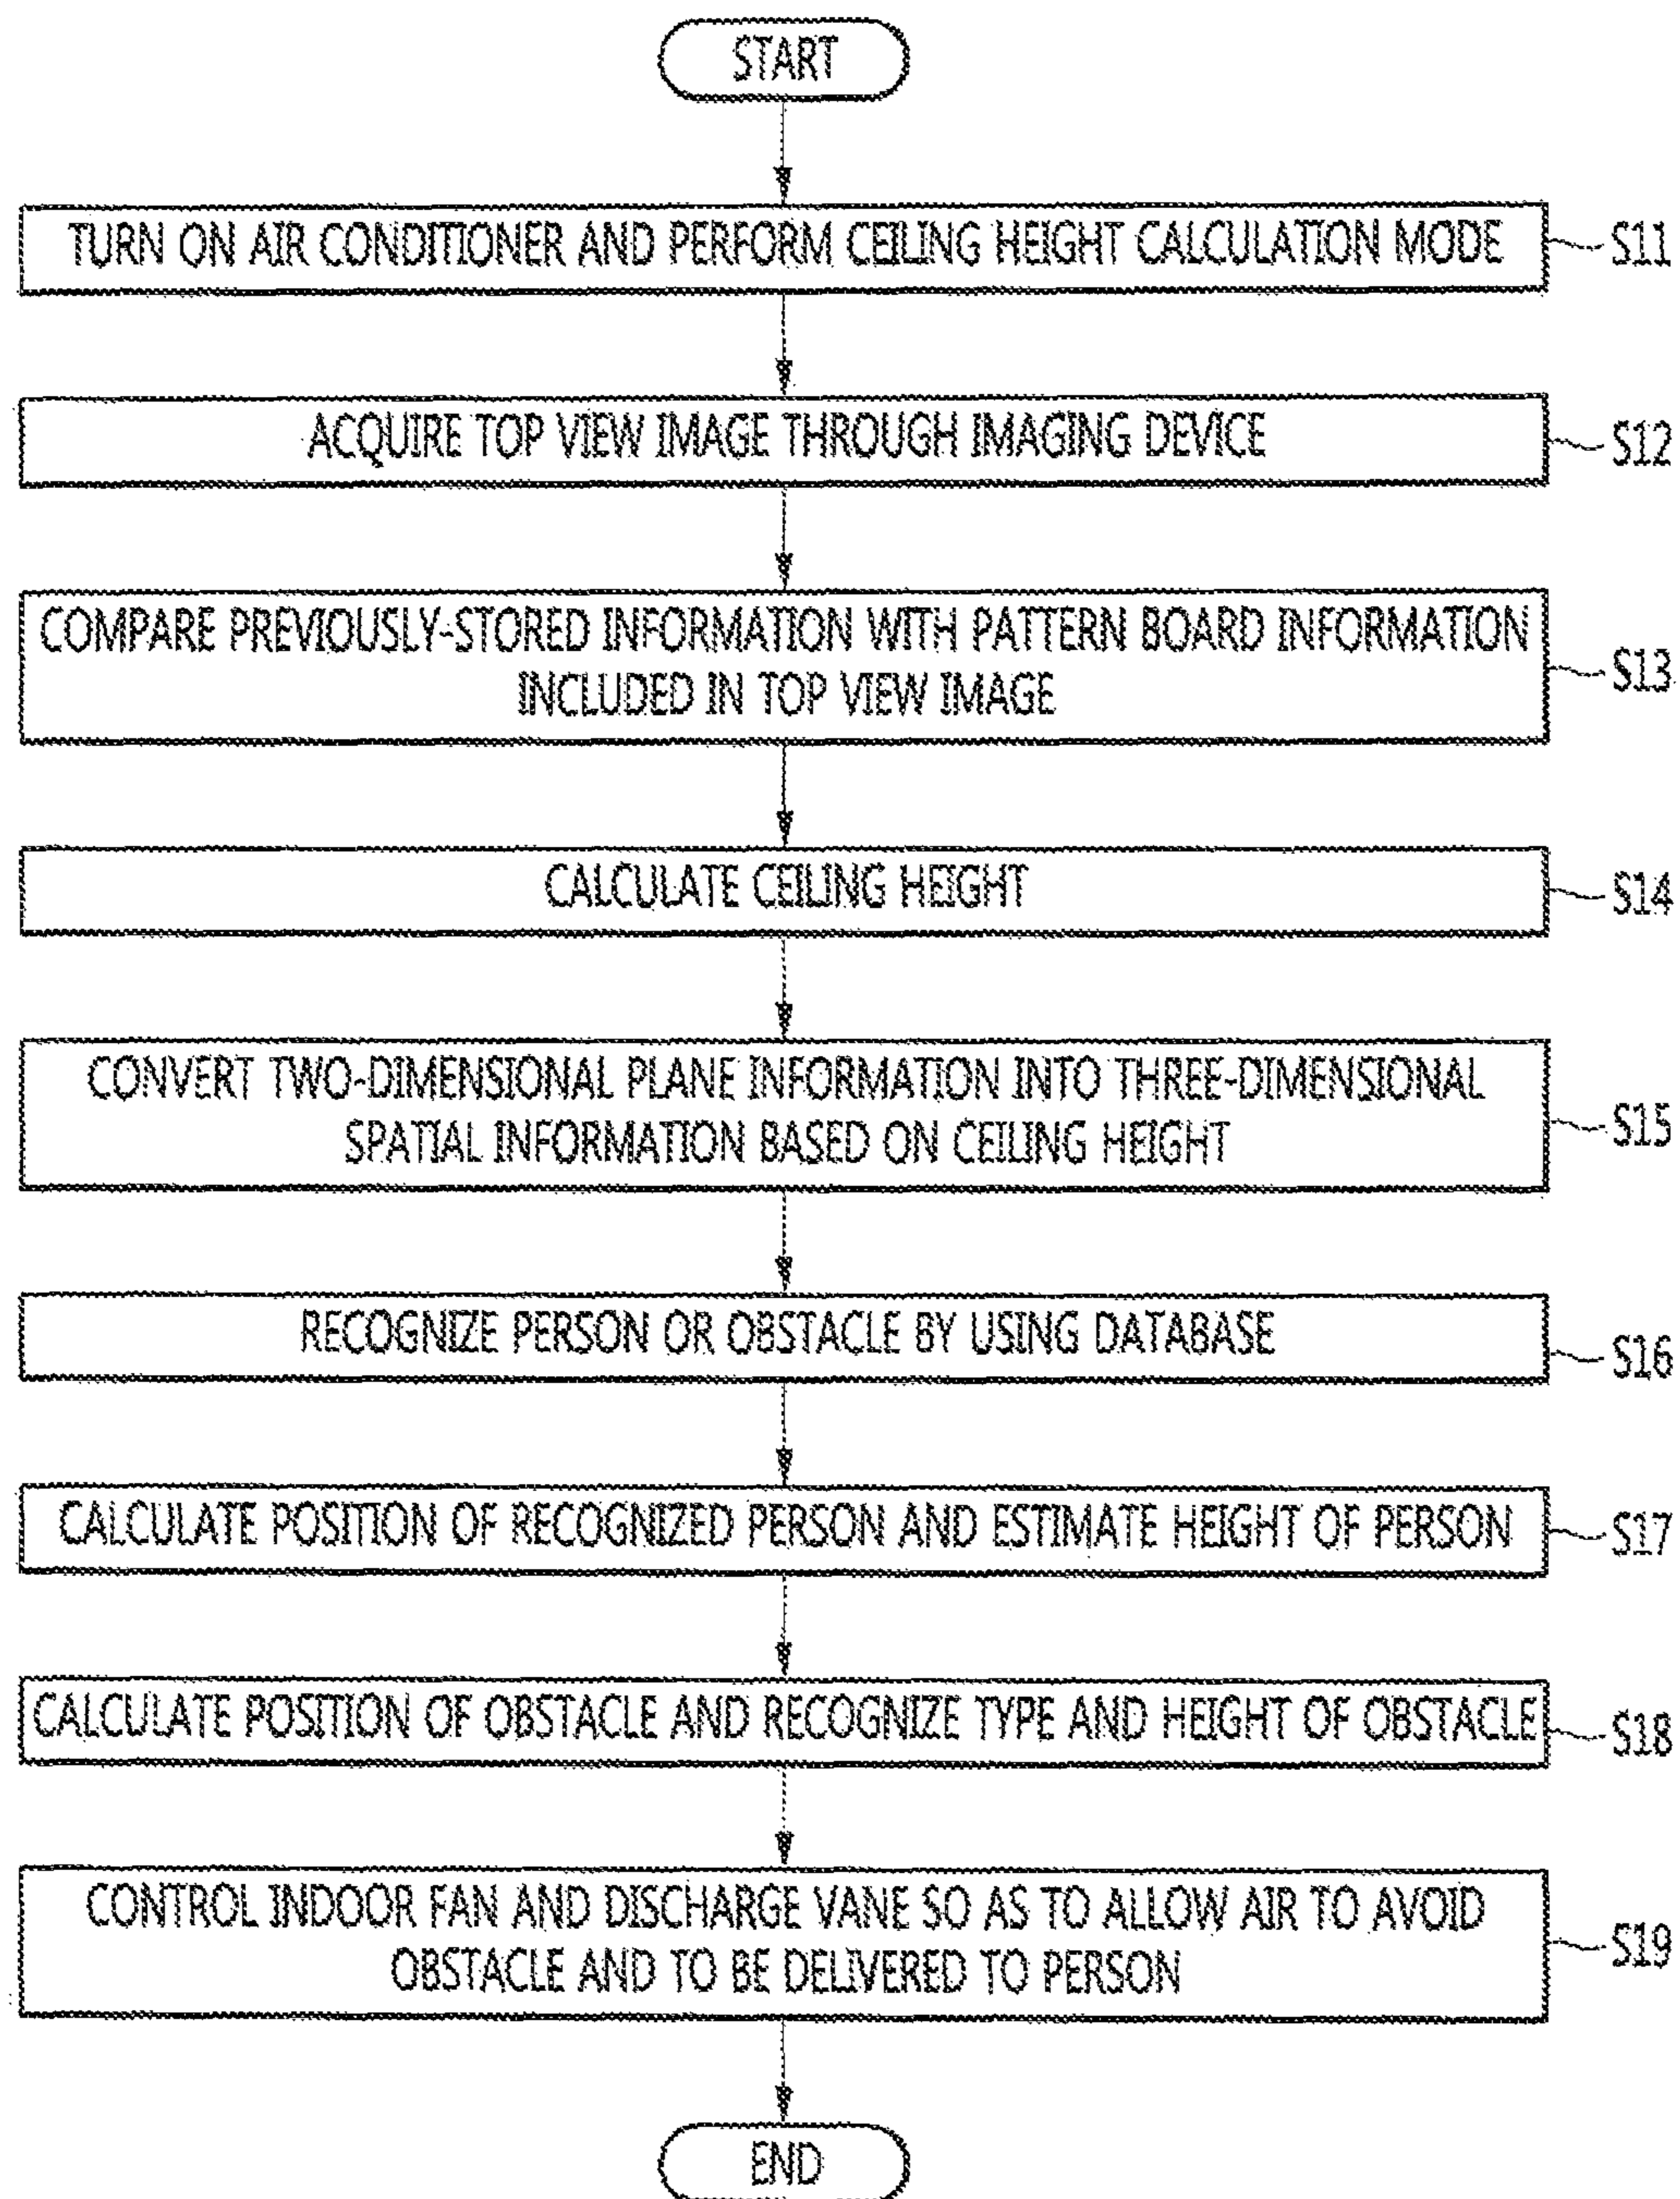 START
TURN ON AIR CONDITIONER AND PERFORM CEILING HEIGHT CALCULATION MODE
S11
ACQUIRE TOP VIEW IMAGE THROUGH IMAGING DEVICE
S12
COMPARE PREVIOUSLY-STORED INFORMATION WITH PATTERN BOARD INFORMATION
INCLUDED IN TOP VIEW IMAGE
S13
CALCULATE CEILING HEIGHT
S14
CONVERT TWO-DIMENSIONAL PLANE INFORMATION INTO THREE-DIMENSIONAL
SPATIAL INFORMATION BASED ON CEILING HEIGHT
S15
RECOGNIZE PERSON OR OBSTACLE BY USING DATABASE
S16
CALCULATE POSITION OF RECOGNIZED PERSON AND ESTIMATE HEIGHT OF PERSON
S17
CALCULATE POSITION OF OBSTACLE AND RECOGNIZE TYPE AND HEIGHT OF OBSTACLE
S18
CONTROL INDOOR FAN AND DISCHARGE VANE SO AS TO ALLOW AIR TO AVOID
OBSTACLE AND TO BE DELIVERED TO PERSON
S19
END